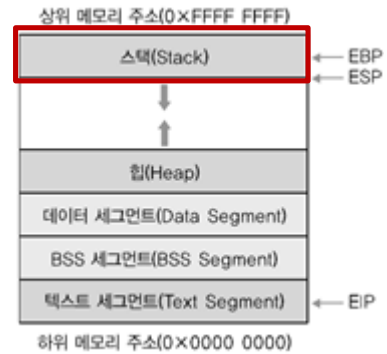 상위 메모리 주소(0×FFFF FFFF)
스택(Stack)
EBP
ESP
힙(Heap)
데이터 세그먼트(Data Segment)
BSS 세그먼트(BSS Segment)
텍스트 세그먼트(Text Segment)
EIP
하위 메모리 주소(0×0000 0000)